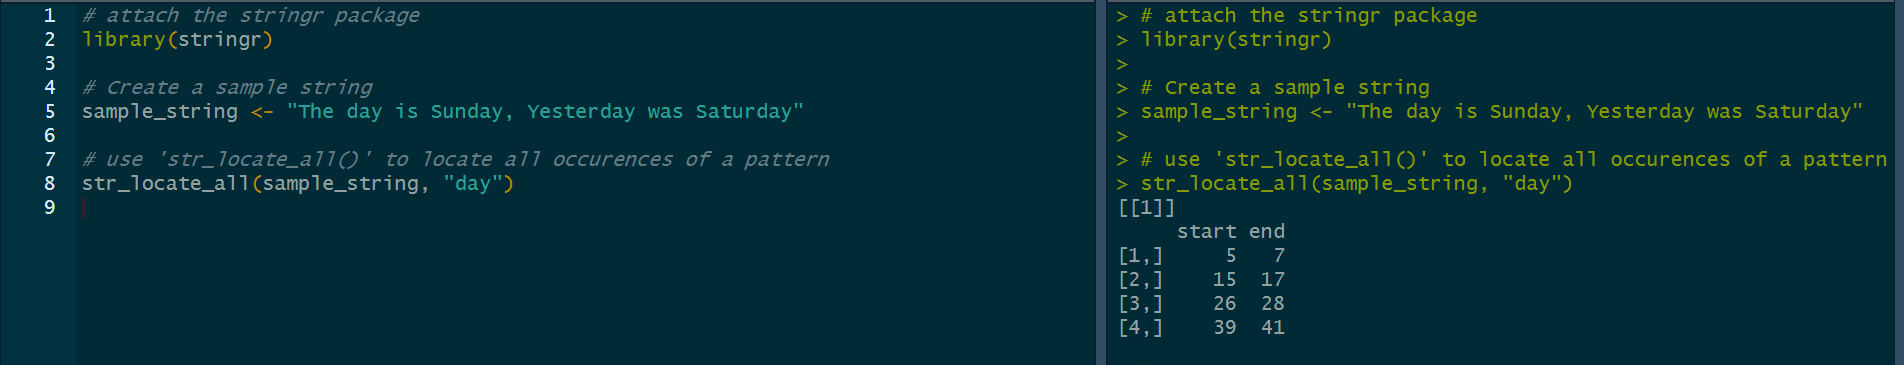 1 # attach the stringr package
2 library(stringr)
3
4 # Create a sample string
5 sample_string <- "The day is Sunday, Yesterday was Saturday"
6
7 # use 'str_locate_all()' to locate all occurences of a pattern
8 str_locate_all(sample_string, "day")
9
> # attach the stringr package
> library(stringr)
>
> # Create a sample string
> sample_string <- "The day is Sunday, Yesterday was Saturday"
>
> # use 'str_locate_all()' to locate all occurences of a pattern
> str_locate_all(sample_string, "day")
[[1]]
     start end
[1,]     5   7
[2,]    15  17
[3,]    26  28
[4,]    39  41